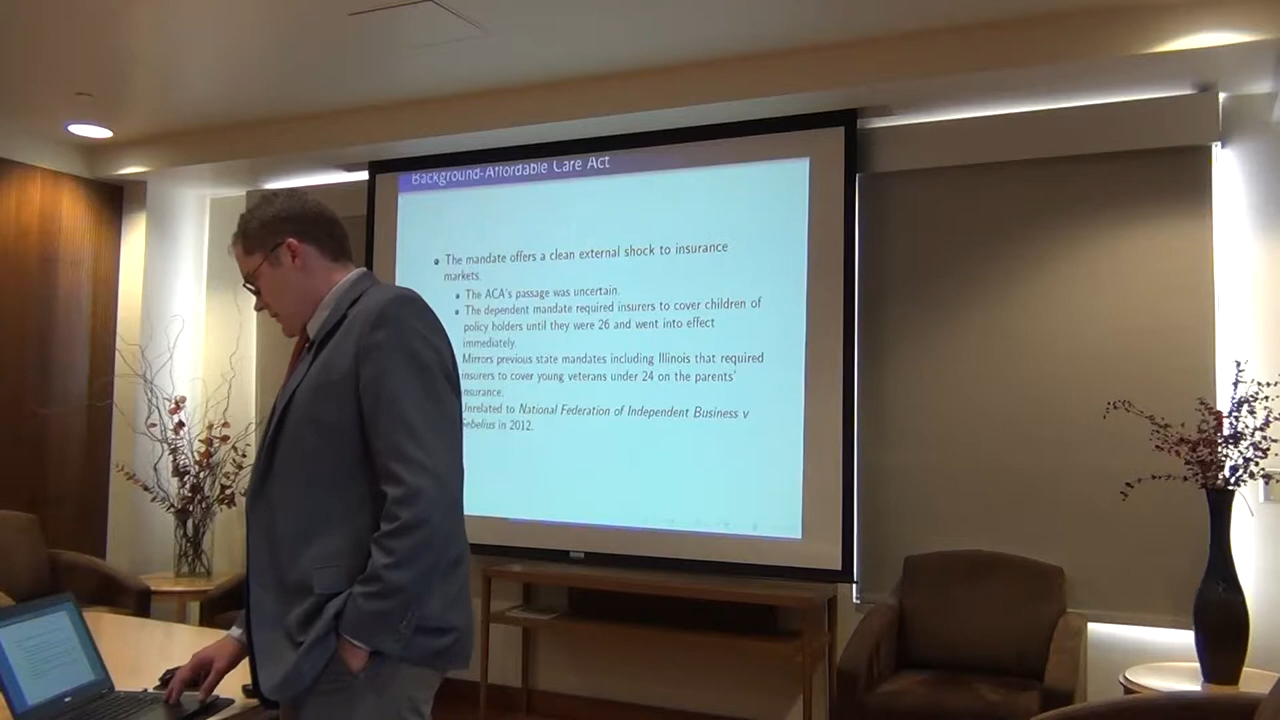 Background-Affordable Care Act
The mandate offers a clean external shock to insurance
markets.
The ACA's passage was uncertain.
The dependent mandate required insurers to cover children of
policy holders until they were 26 and went into effect
immediately.
Mirrors previous state mandates including Illinois that required
insurers to cover young veterans under 24 on the parents'
insurance.
Unrelated to National Federation of Independent Business v
Sebelius in 2012.